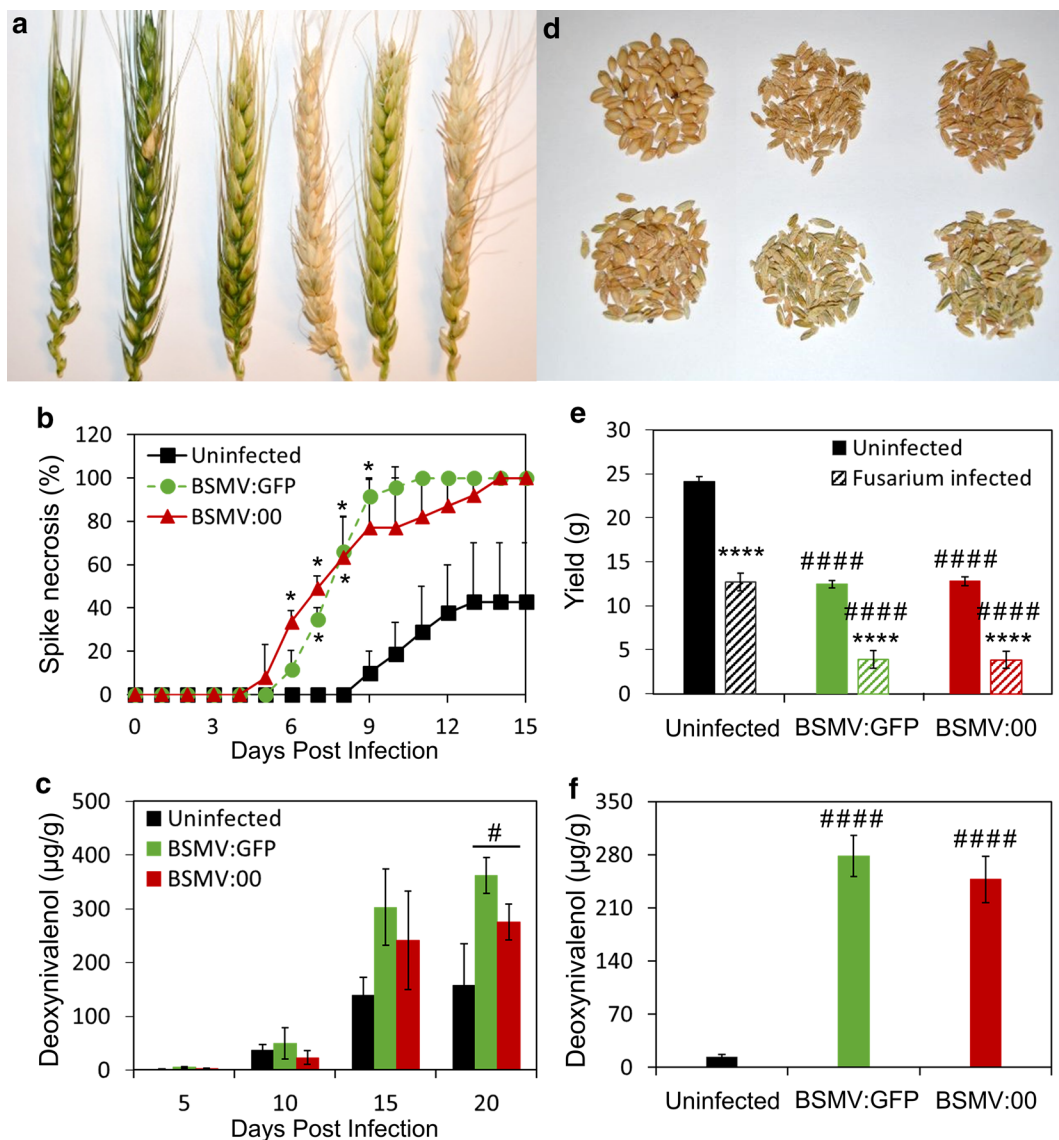 a
d
b
Spike necrosis (%)
120
100
80
60
40
20
0
Uninfected
BSMV:GFP
BSMV:00
*
*
*
*
*
*
0 3 6 9 12 15
Days Post Infection
e
Yield (g)
30
25
20
15
10
5
0
Uninfected
Fusarium infected
****
####
####
****
####
####
****
Uninfected BSMV:GFP BSMV:00
c
Deoxynivalenol (µg/g)
500
400
300
200
100
0
Uninfected
BSMV:GFP
BSMV:00
#
5 10 15 20
Days Post Infection
f
Deoxynivalenol (µg/g)
350
280
210
140
70
0
####
####
Uninfected BSMV:GFP BSMV:00